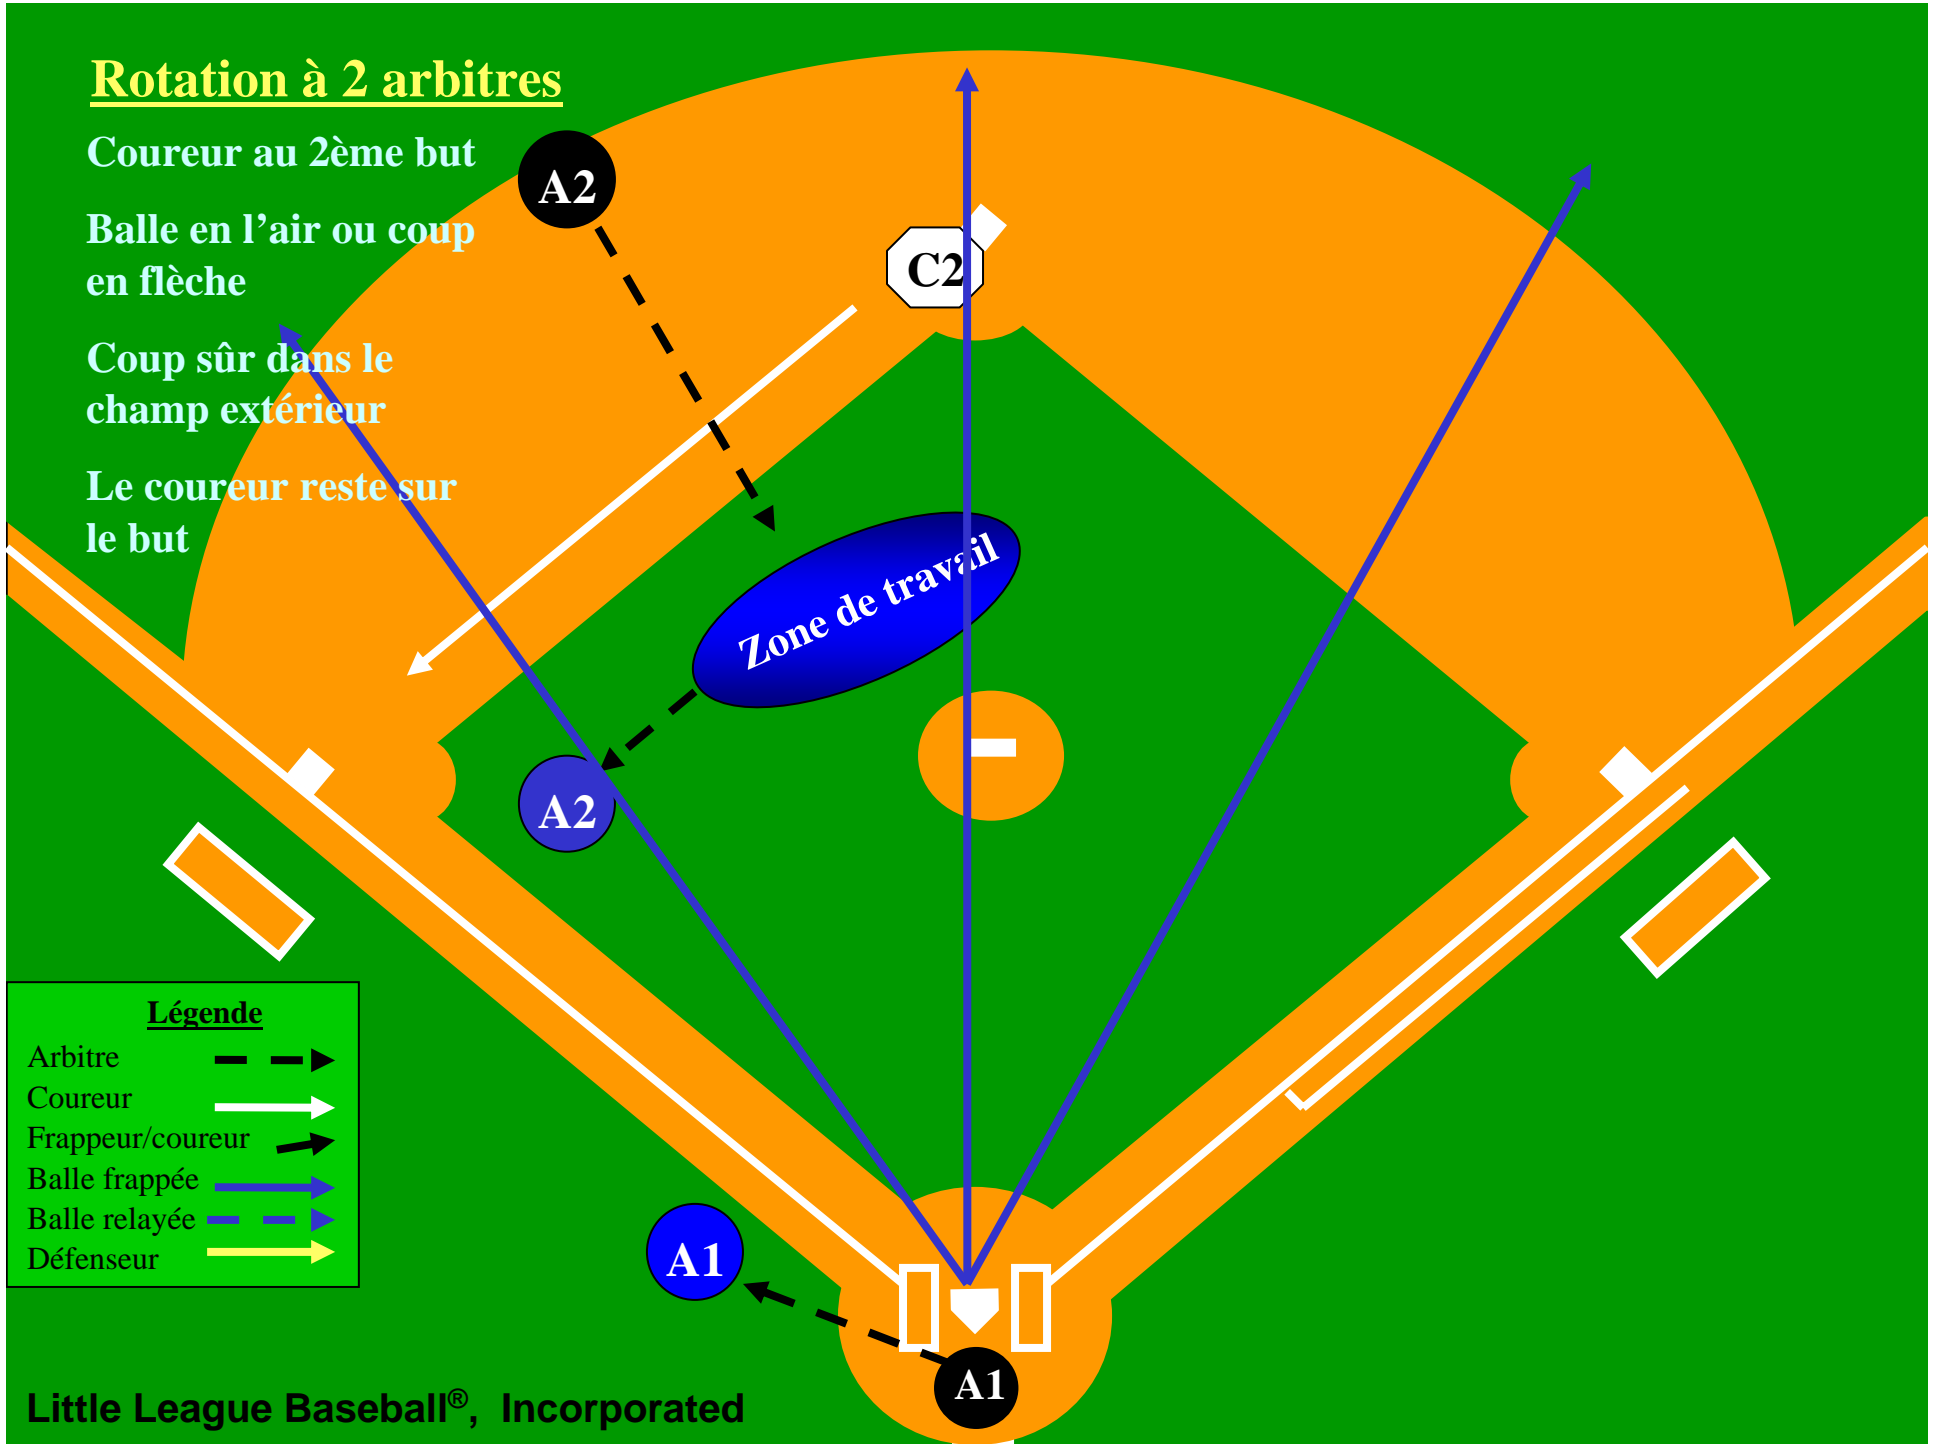 Rotation à 2 arbitres
Coureur au 2ème but
Balle en l'air ou coup
en flèche
Coup sûr dans le
champ extérieur
Le coureur reste sur
le but
A2
C2
Zone de travail
A2
A1
A1
Légende
Arbitre
Coureur
Frappeur/coureur
Balle frappée
Balle relayée
Défenseur
Little League Baseball®, Incorporated